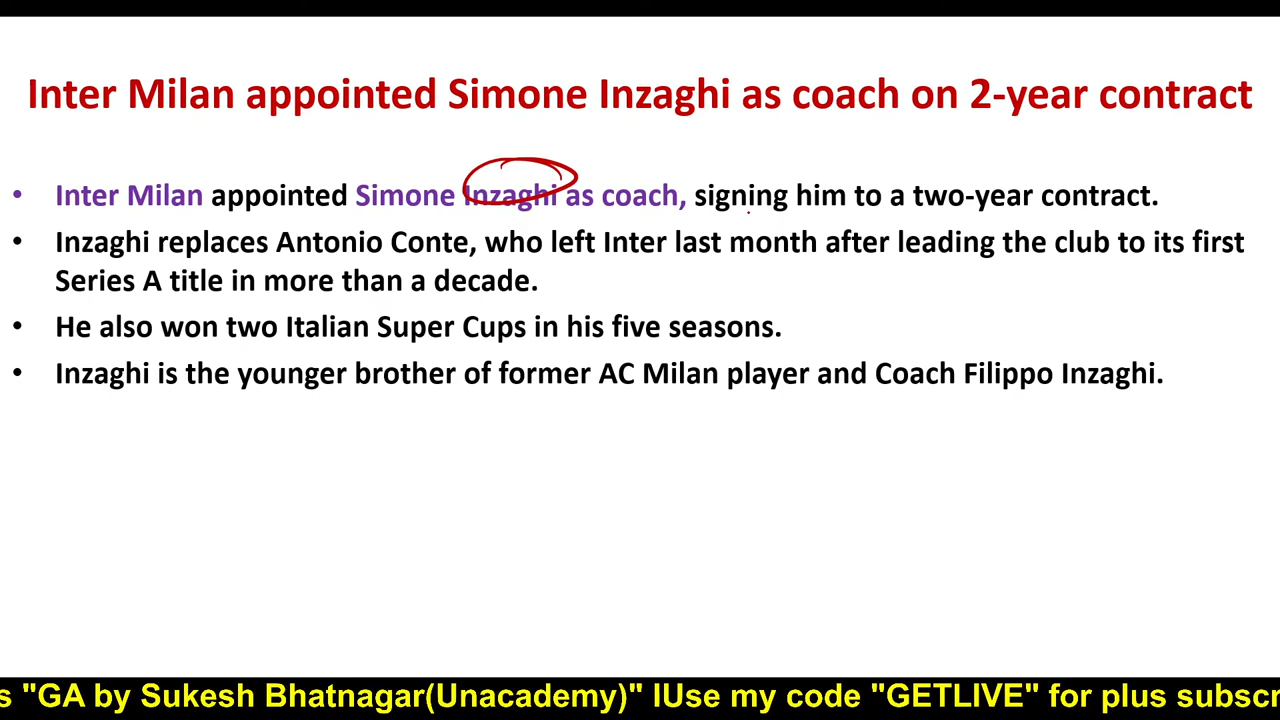 Inter Milan appointed Simone Inzaghi as coach on 2-year contract
• Inter Milan appointed Simone Inzaghi as coach, signing him to a two-year contract.
• Inzaghi replaces Antonio Conte, who left Inter last month after leading the club to its first
Series A title in more than a decade.
• He also won two Italian Super Cups in his five seasons.
• Inzaghi is the younger brother of former AC Milan player and Coach Filippo Inzaghi.
s "GA by Sukesh Bhatnagar(Unacademy)" lUse my code "GETLIVE" for plus subscr